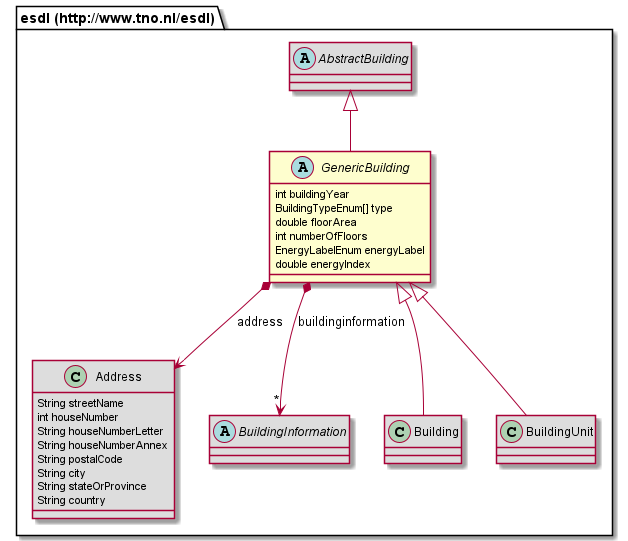 esdl (http://www.tno.nl/esdl)
A AbstractBuilding
A GenericBuilding
int buildingYear
BuildingTypeEnum[] type
double floorArea
int numberOfFloors
EnergyLabelEnum energyLabel
double energyIndex
address
buildinginformation
C Address
String streetName
int houseNumber
String houseNumberLetter
String houseNumberAnnex
String postalCode
String city
String stateOrProvince
String country
*
A BuildingInformation
C Building
C BuildingUnit